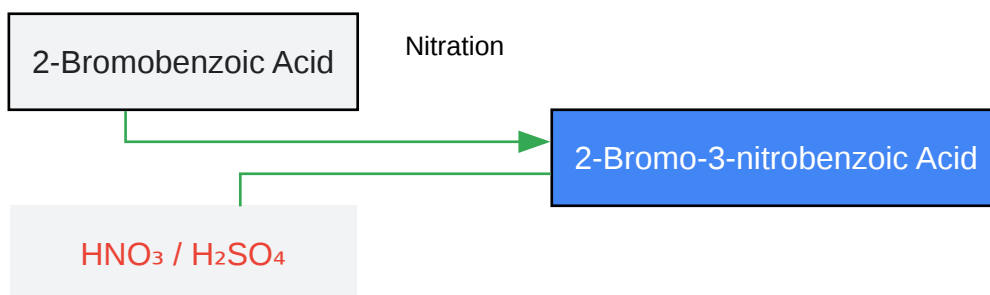 2-Bromobenzoic Acid
Nitration
2-Bromo-3-nitrobenzoic Acid
HNO₃ / H₂SO₄